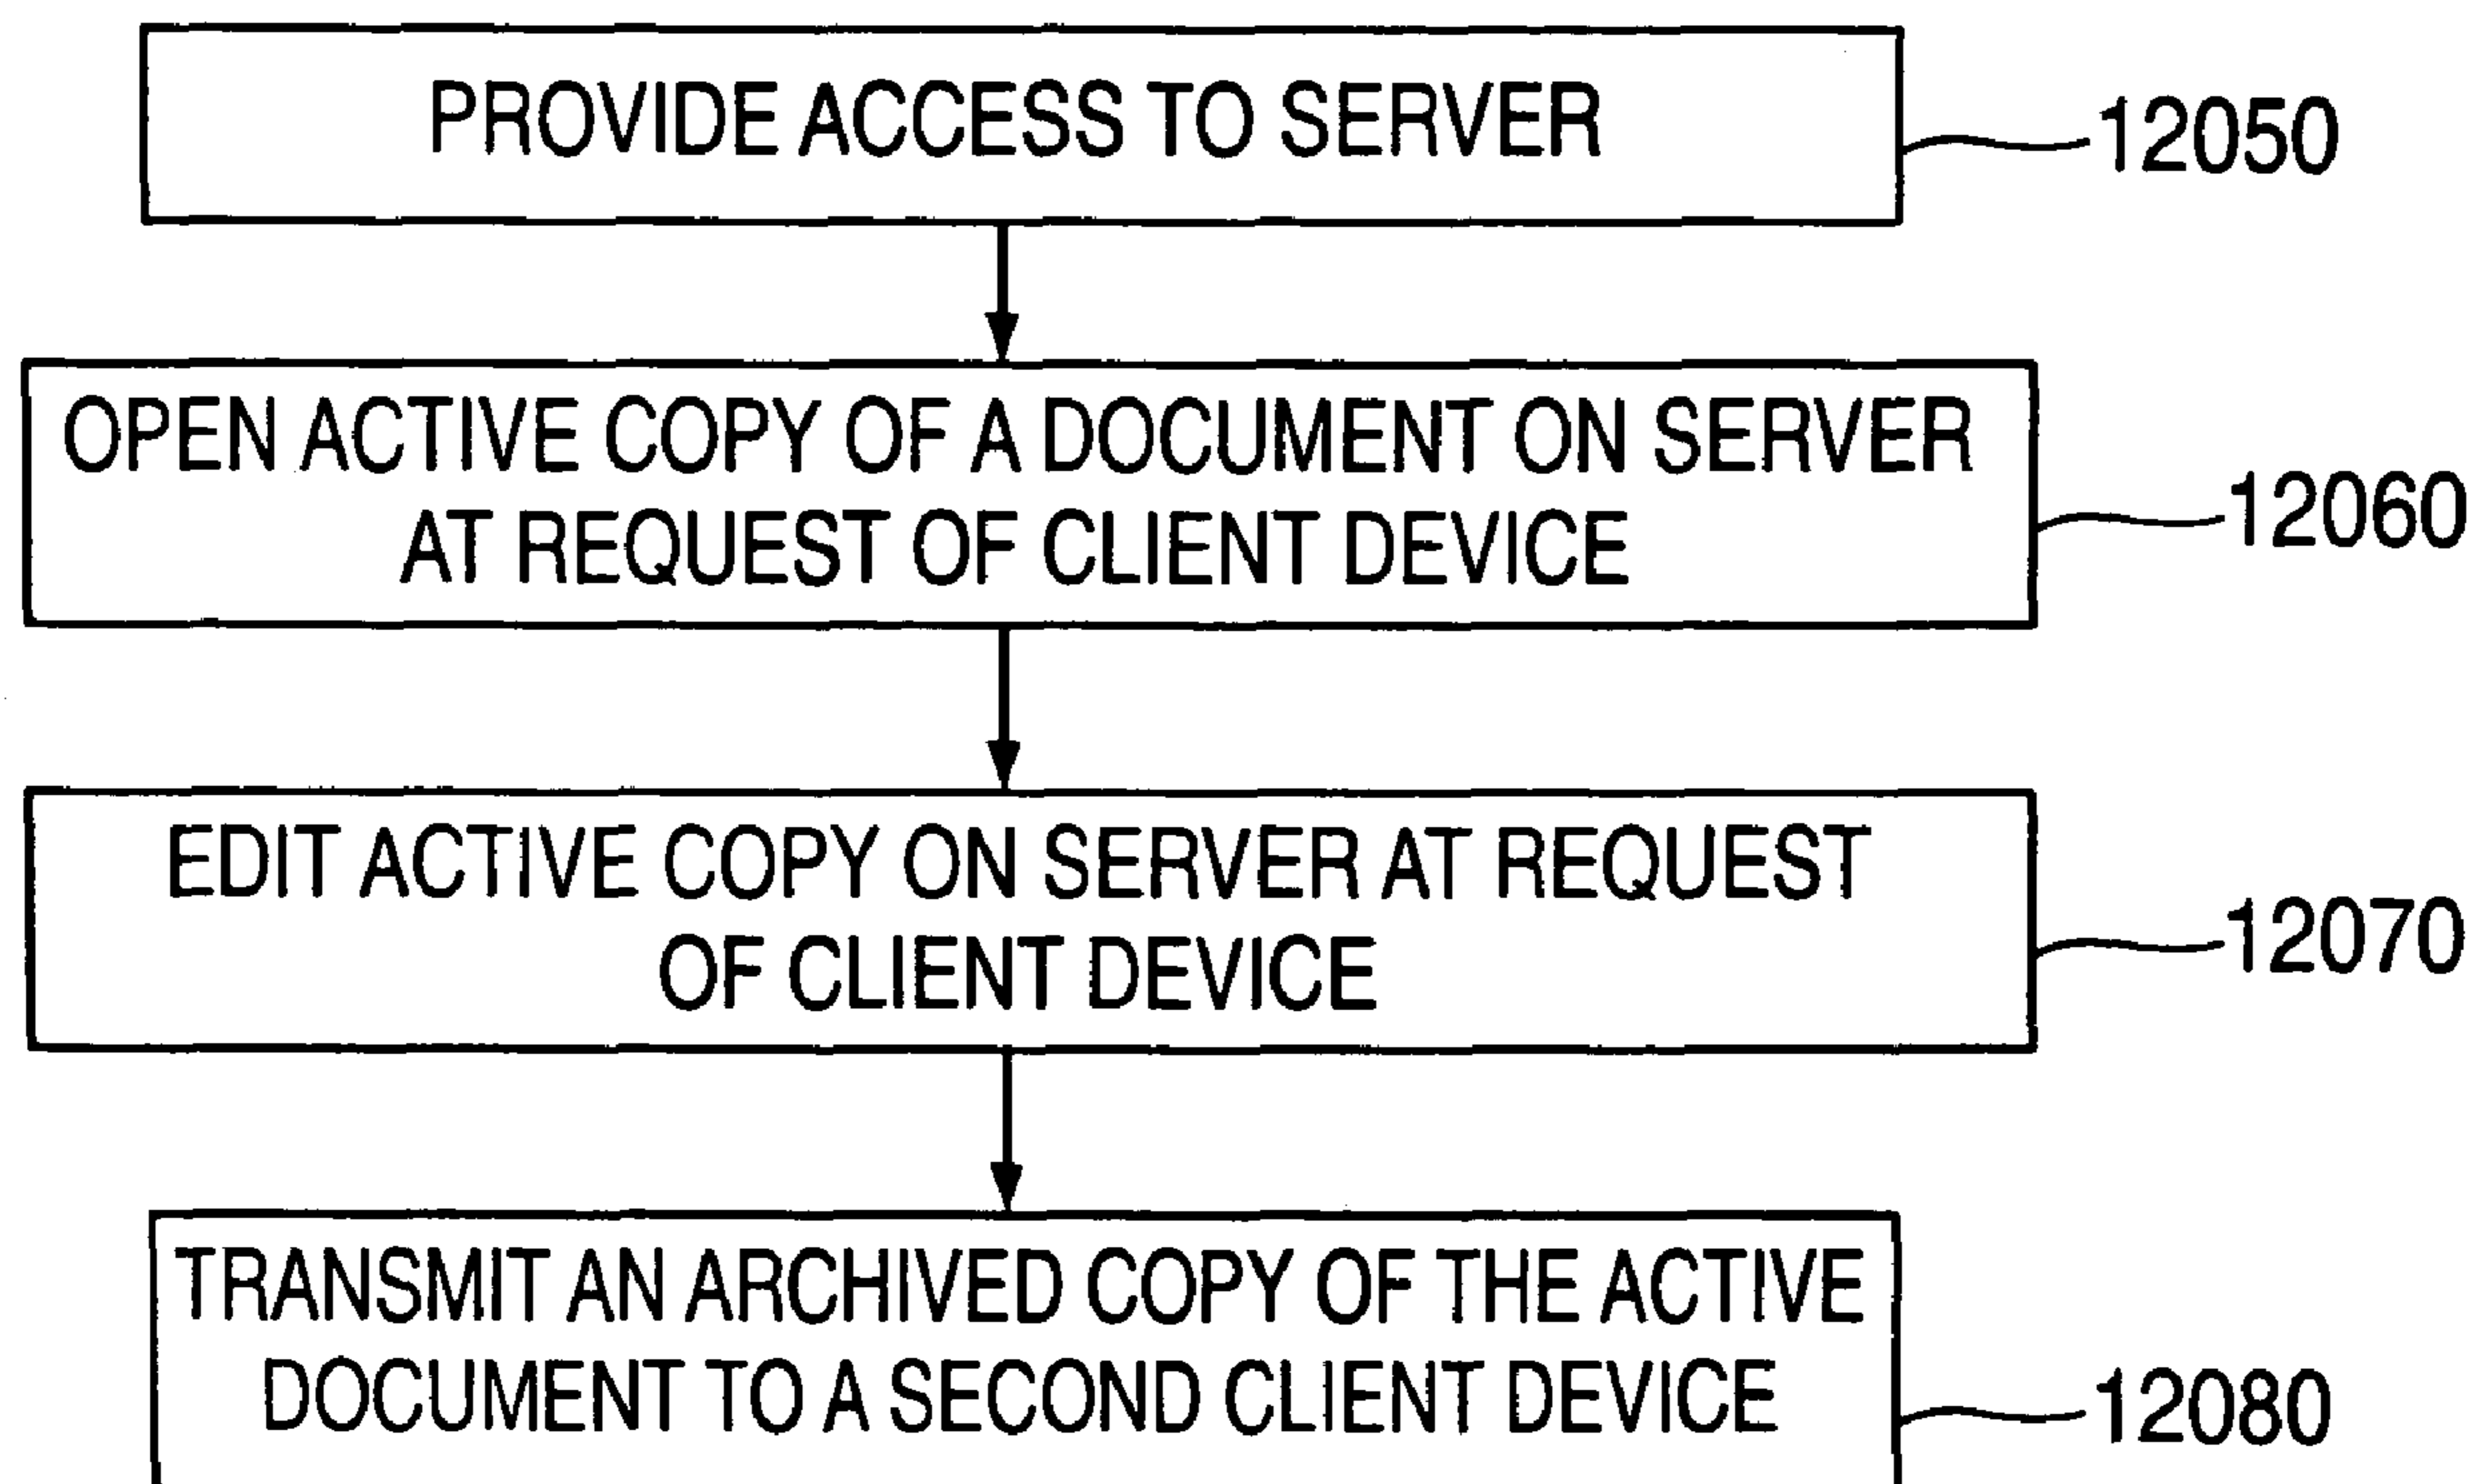 PROVIDE ACCESS TO SERVER
12050
OPEN ACTIVE COPY OF A DOCUMENT ON SERVER
AT REQUEST OF CLIENT DEVICE
12060
EDIT ACTIVE COPY ON SERVER AT REQUEST
OF CLIENT DEVICE
12070
TRANSMIT AN ARCHIVED COPY OF THE ACTIVE
DOCUMENT TO A SECOND CLIENT DEVICE
12080